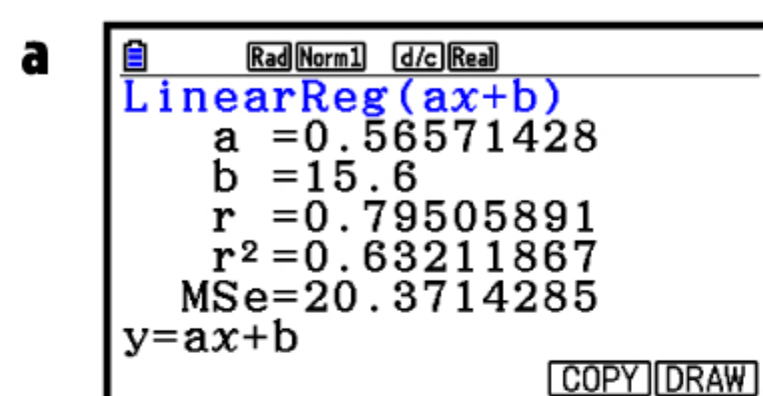 a
Rad Norm1 d/c Real
LinearReg(ax+b)
a =0.56571428
b =15.6
r =0.79505891
r²=0.63211867
MSe=20.3714285
y=ax+b
COPY DRAW